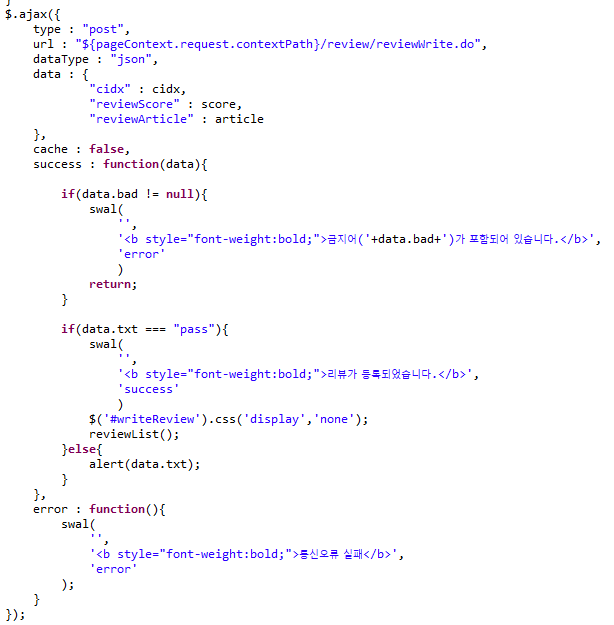 }
$.ajax({
    type : "post",
    url : "${pageContext.request.contextPath}/review/reviewWrite.do",
    dataType : "json",
    data : {
            "cidx" : cidx,
            "reviewScore" : score,
            "reviewArticle" : article
    },
    cache : false,
    success : function(data){

        if(data.bad != null){
            swal(
                '',
                '<b style="font-weight:bold;">금지어('+data.bad+')가 포함되어 있습니다.</b>',
                'error'
                )
            return;
        }

        if(data.txt === "pass"){
            swal(
                '',
                '<b style="font-weight:bold;">리뷰가 등록되었습니다.</b>',
                'success'
                )
            $('#writeReview').css('display','none');
            reviewList();
        }else{
            alert(data.txt);
        }
    },
    error : function(){
        swal(
            '',
            '<b style="font-weight:bold;">통신오류 실패</b>',
            'error'
        );
    }
});